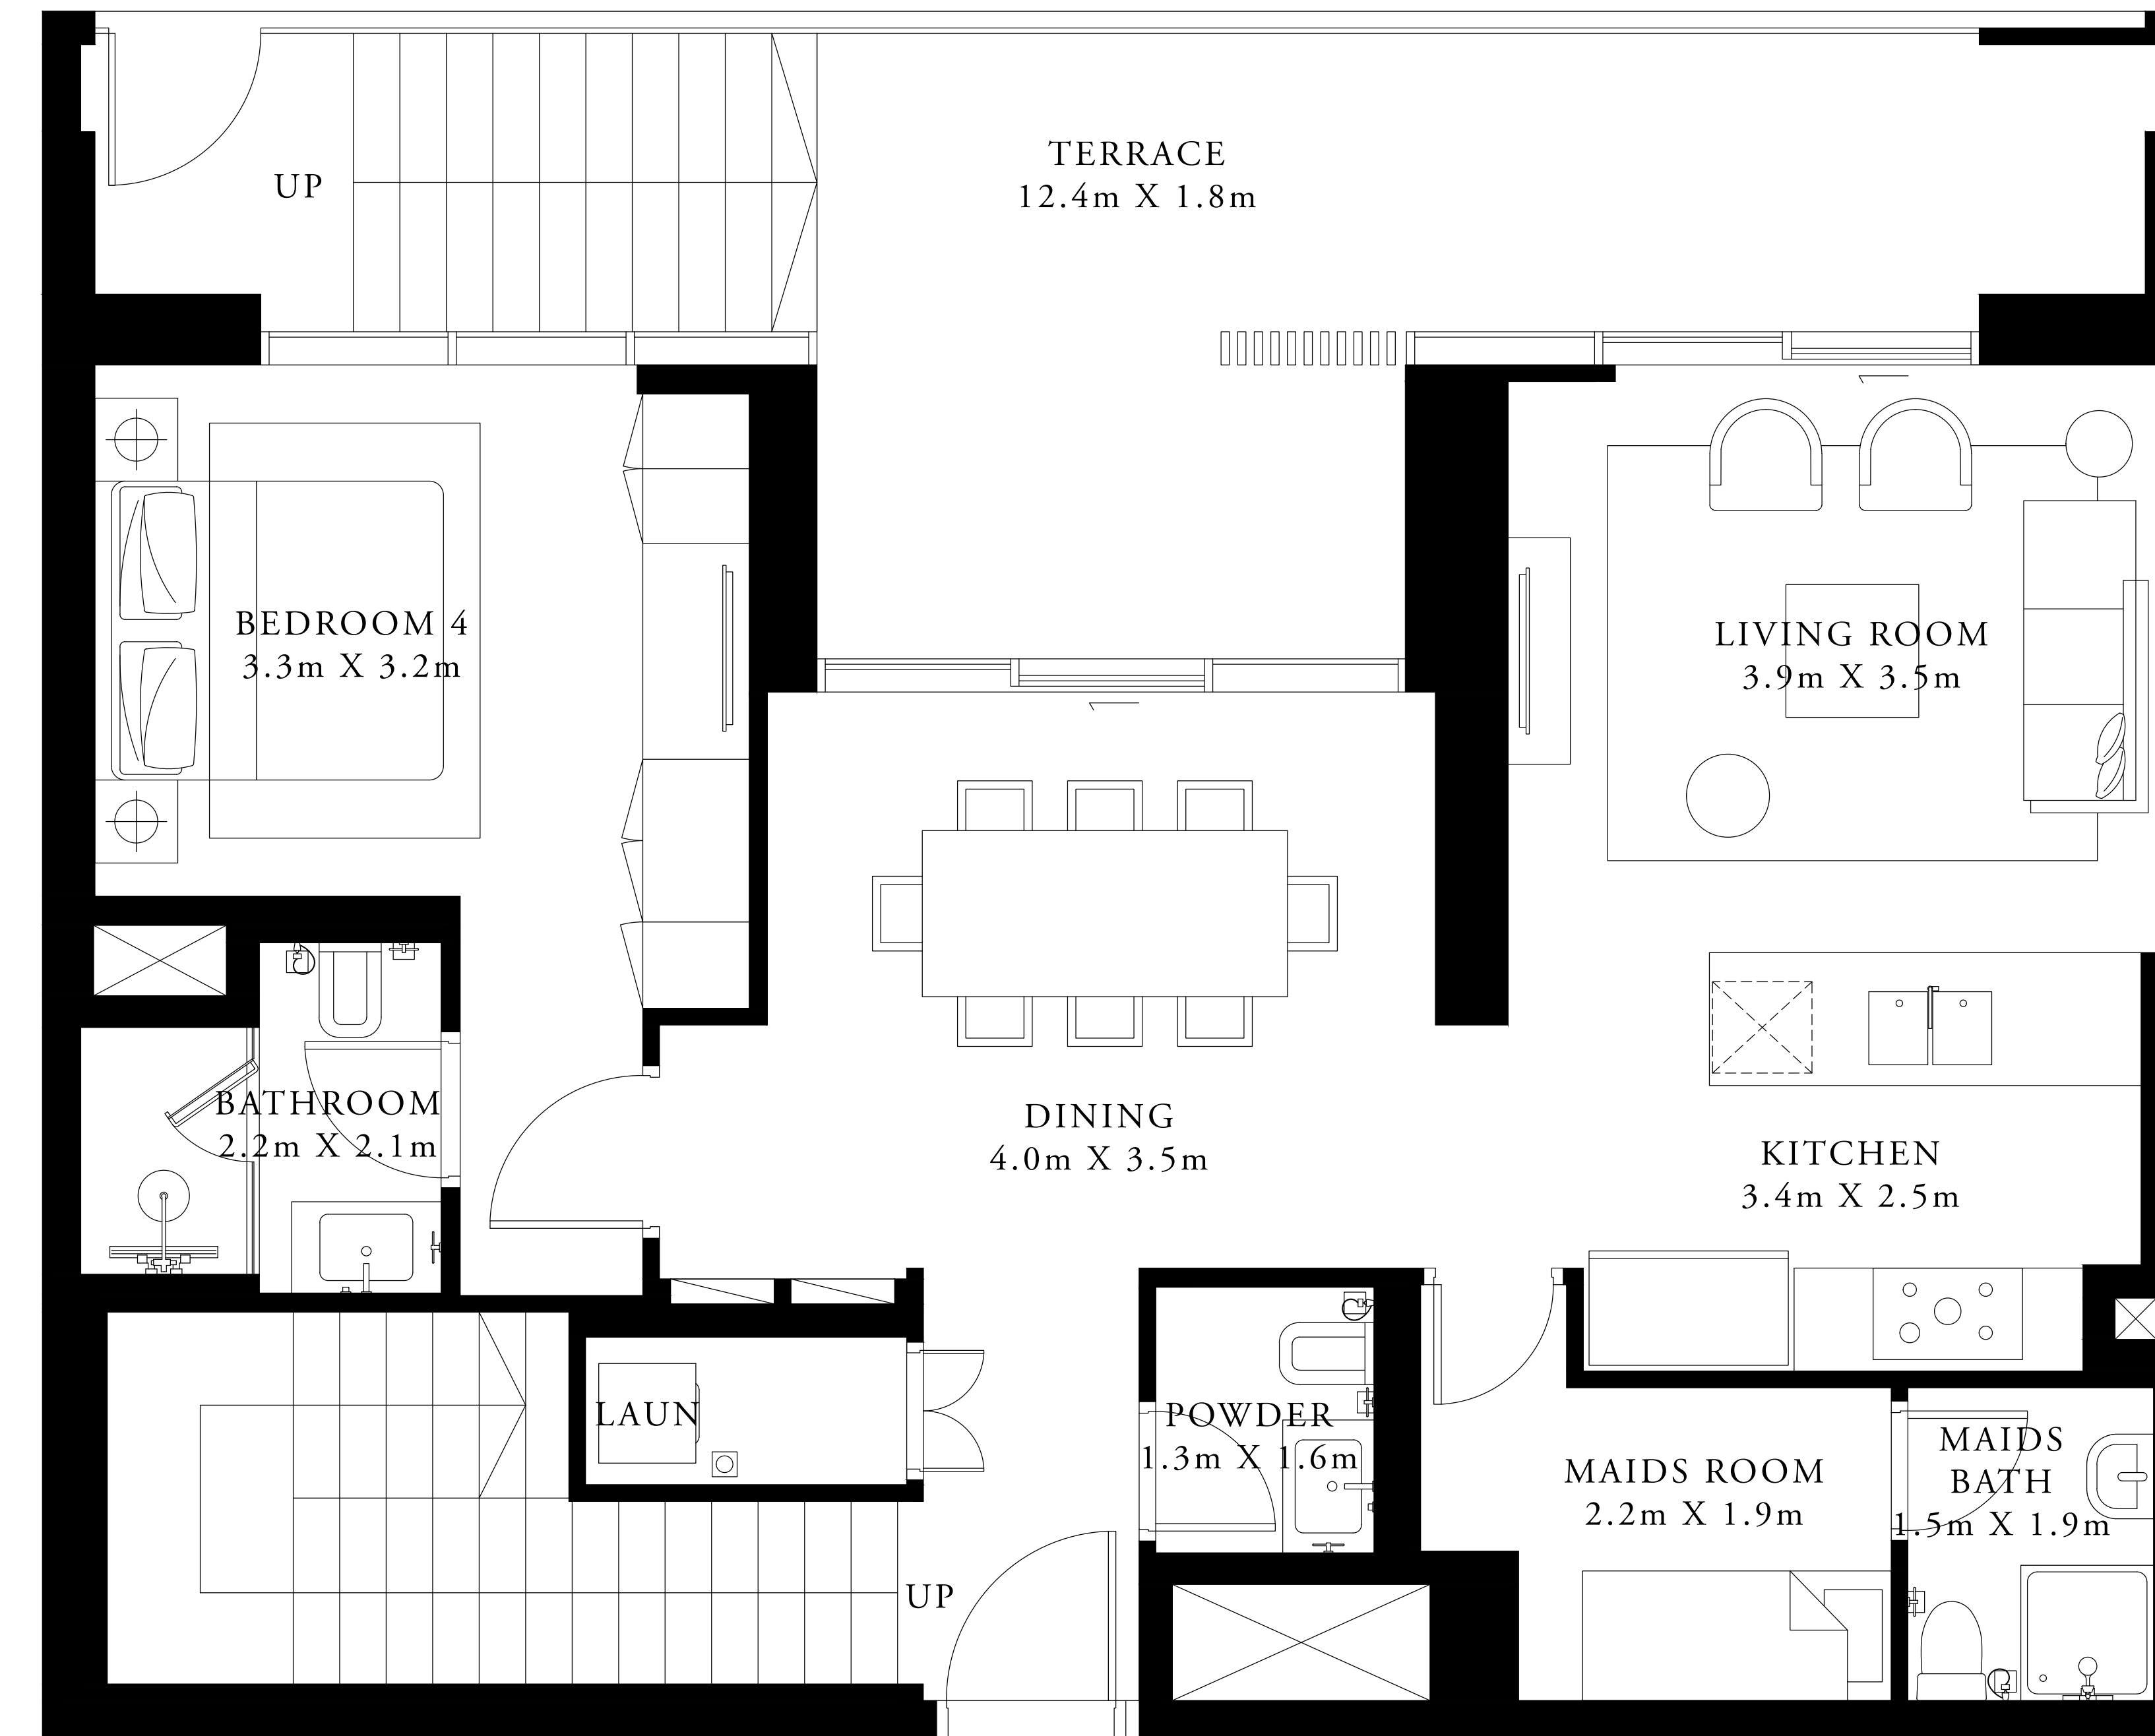 TERRACE
12.4m X 1.8m
UP
BEDROOM 4
3.3m X 3.2m
LIVING ROOM
3.9m X 3.5m
BATHROOM
2.2m X 2.1m
DINING
4.0m X 3.5m
KITCHEN
3.4m X 2.5m
LAUN
POWDER
1.3m X 1.6m
MAIDS ROOM
2.2m X 1.9m
MAIDS
BATH
1.5m X 1.9m
UP